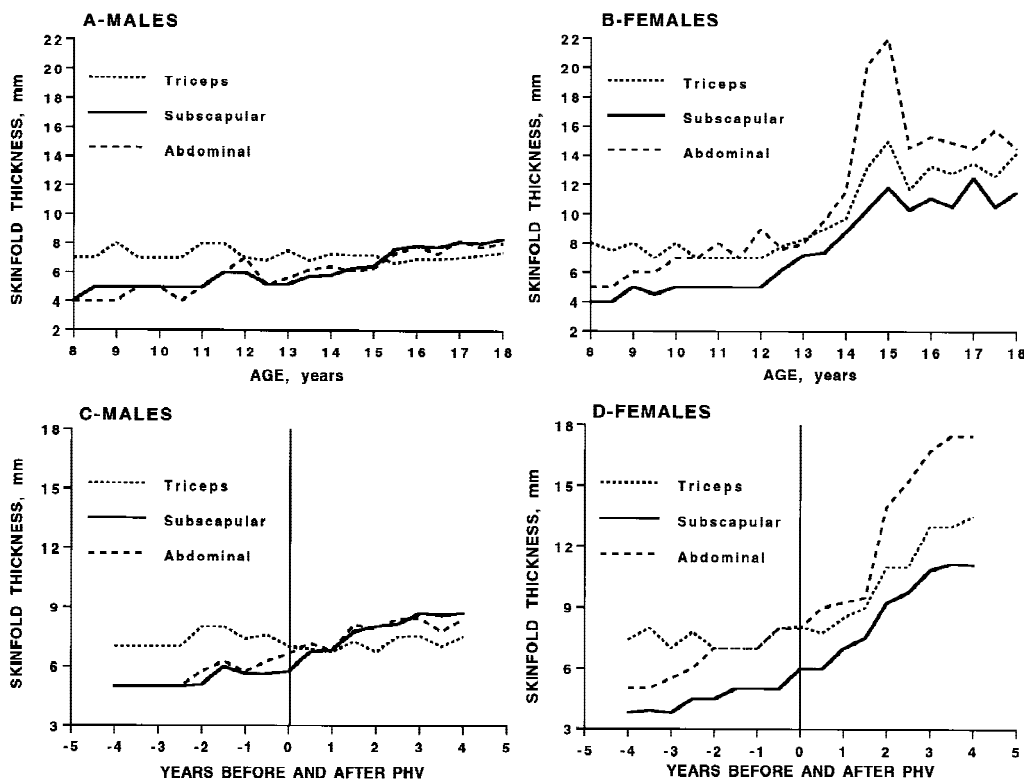 A-MALES
22
20
18
16
14
12
10
8
6
4
2
SKINFOLD THICKNESS, mm
Triceps
Subscapular
Abdominal
8 9 10 11 12 13 14 15 16 17 18
AGE, years
B-FEMALES
22
20
18
16
14
12
10
8
6
4
2
SKINFOLD THICKNESS, mm
Triceps
Subscapular
Abdominal
8 9 10 11 12 13 14 15 16 17 18
AGE, years
C-MALES
18
15
12
9
6
3
SKINFOLD THICKNESS, mm
Triceps
Subscapular
Abdominal
-5 -4 -3 -2 -1 0 1 2 3 4 5
YEARS BEFORE AND AFTER PHV
D-FEMALES
18
15
12
9
6
3
SKINFOLD THICKNESS, mm
Triceps
Subscapular
Abdominal
-5 -4 -3 -2 -1 0 1 2 3 4 5
YEARS BEFORE AND AFTER PHV